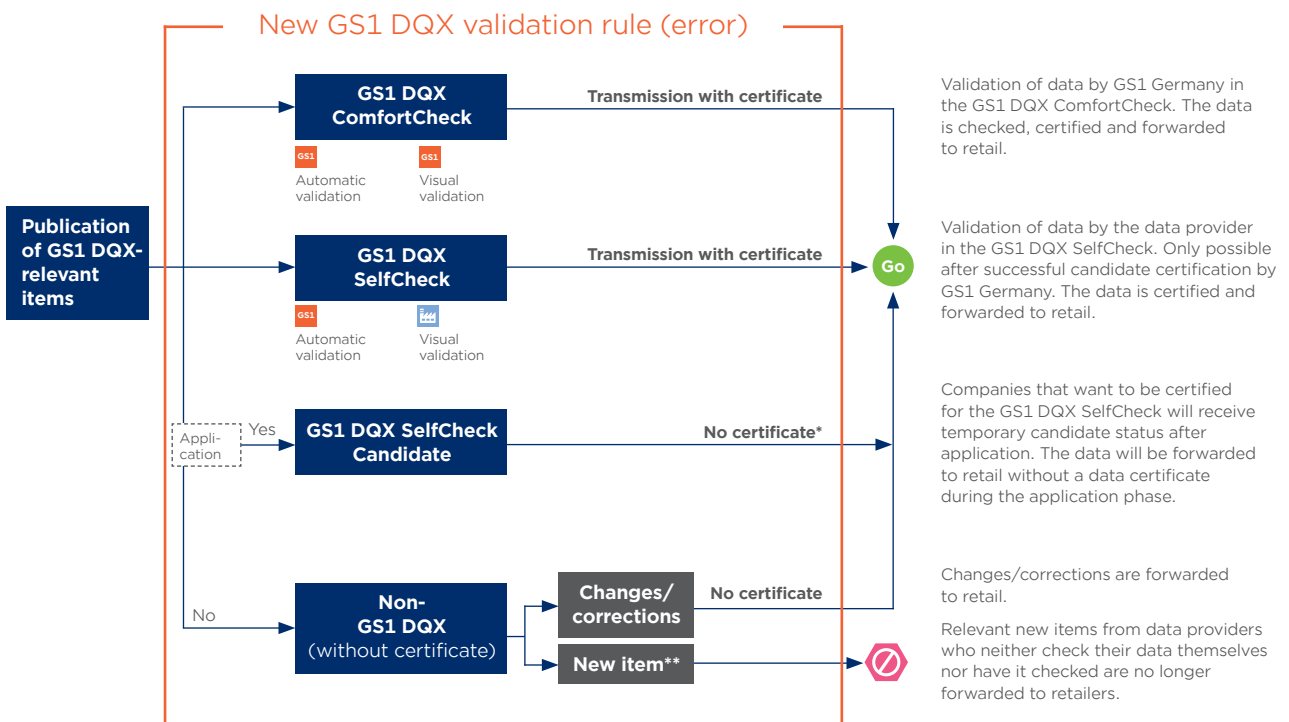 New GS1 DQX validation rule (error)
Publication
of GS1 DQX-
relevant
items
GS1 DQX
ComfortCheck
Transmission with certificate
GS1
Automatic
validation
GS1
Visual
validation
Validation of data by GS1 Germany in
the GS1 DQX ComfortCheck. The data
is checked, certified and forwarded
to retail.
GS1 DQX
SelfCheck
Transmission with certificate
Go
GS1
Automatic
validation
Visual
validation
Validation of data by the data provider
in the GS1 DQX SelfCheck. Only possible
after successful candidate certification by
GS1 Germany. The data is certified and
forwarded to retail.
Appli-
cation
Yes
GS1 DQX SelfCheck
Candidate
No certificate*
Companies that want to be certified
for the GS1 DQX SelfCheck will receive
temporary candidate status after
application. The data will be forwarded
to retail without a data certificate
during the application phase.
No
Non-
GS1 DQX
(without certificate)
Changes/
corrections
No certificate
Changes/corrections are forwarded
to retail.
New item**
Relevant new items from data providers
who neither check their data themselves
nor have it checked are no longer
forwarded to retailers.